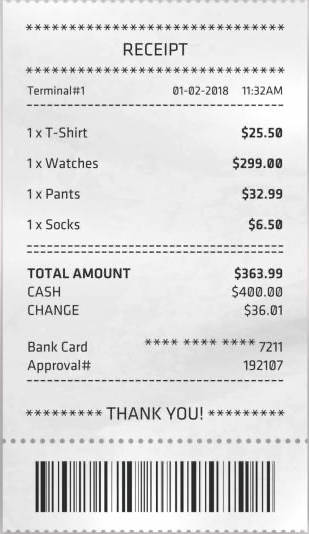 ******************************
RECEIPT
******************************
Terminal#1 01-02-2018 11:32AM
1 x T-Shirt $25.50
1 x Watches $299.00
1 x Pants $32.99
1 x Socks $6.50
TOTAL AMOUNT $363.99
CASH $400.00
CHANGE $36.01
Bank Card **** **** **** 7211
Approval# 192107
********* THANK YOU! *********